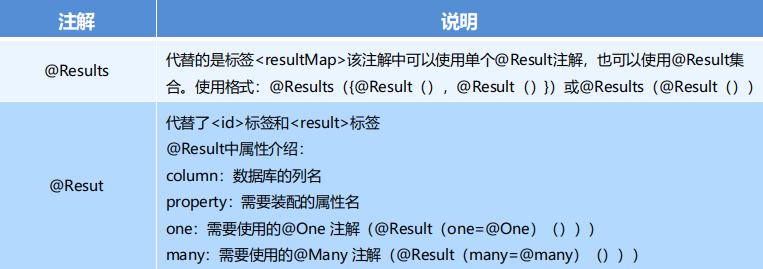 注解 说明
@Results
代替的是标签<resultMap>该注解中可以使用单个@Result注解，也可以使用@Result集
合。使用格式：@Results（{@Result（），@Result（）}）或@Results（@Result（））
@Resut
代替了<id>标签和<result>标签
@Result中属性介绍：
column：数据库的列名
property：需要装配的属性名
one：需要使用的@One 注解（@Result（one=@One）（）））
many：需要使用的@Many 注解（@Result（many=@many）（）））